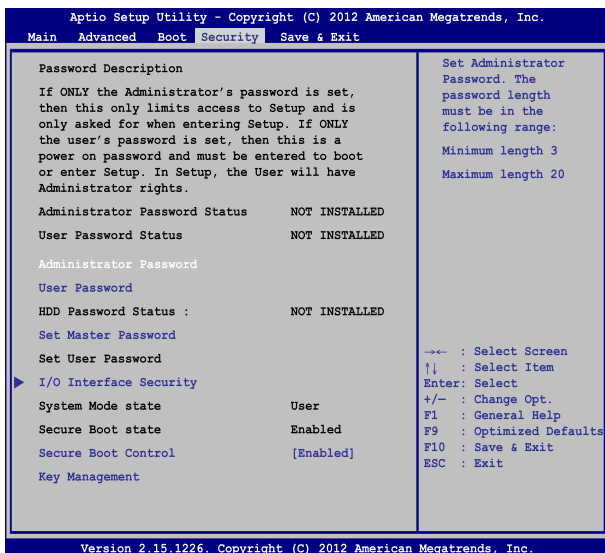 Aptio Setup Utility - Copyright (C) 2012 American Megatrends, Inc.
Main Advanced Boot Security Save & Exit
Password Description
If ONLY the Administrator's password is set,
then this only limits access to Setup and is
only asked for when entering Setup. If ONLY
the user's password is set, then this is a
power on password and must be entered to boot
or enter Setup. In Setup, the User will have
Administrator rights.
Administrator Password Status NOT INSTALLED
User Password Status NOT INSTALLED
Administrator Password
User Password
HDD Password Status : NOT INSTALLED
Set Master Password
Set User Password
I/O Interface Security
System Mode state User
Secure Boot state Enabled
Secure Boot Control [Enabled]
Key Management
Set Administrator
Password. The
password length
must be in the
following range:
Minimum length 3
Maximum length 20
→← : Select Screen
↑↓ : Select Item
Enter: Select
+/— : Change Opt.
F1 : General Help
F9 : Optimized Defaults
F10 : Save & Exit
ESC : Exit
Version 2.15.1226. Copyright (C) 2012 American Megatrends, Inc.